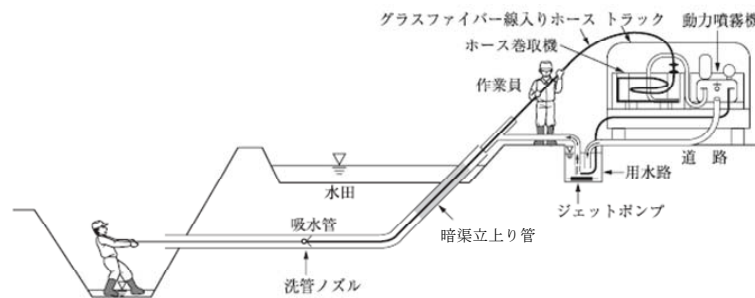 グラスファイバー線入りホース トラック 動力噴霧機
ホース巻取機
作業員
道路
用水路
水田
ジェットポンプ
吸水管
暗渠立上り管
洗管ノズル